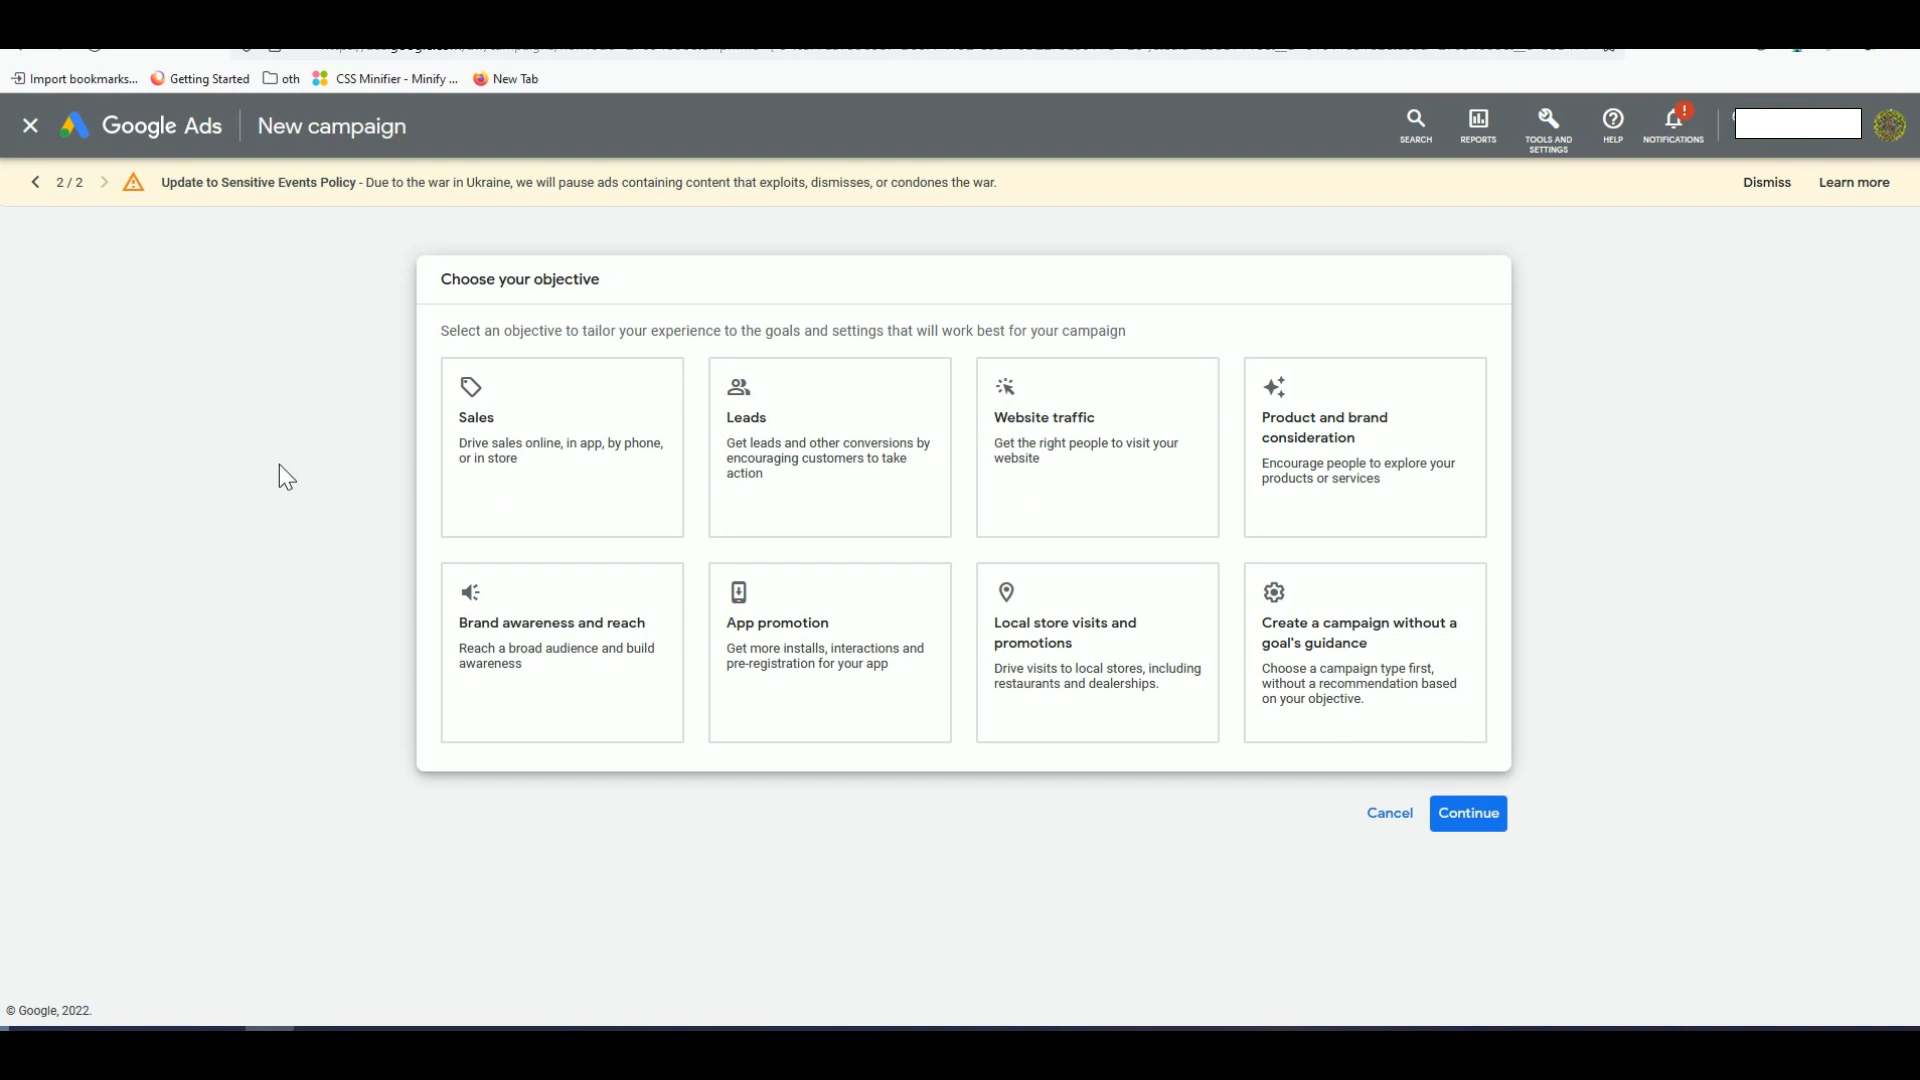 Import bookmarks... Getting Started oth CSS Minifier - Minify ... New Tab
Google Ads New campaign
SEARCH REPORTS TOOLS AND SETTINGS HELP NOTIFICATIONS
2 / 2 Update to Sensitive Events Policy - Due to the war in Ukraine, we will pause ads containing content that exploits, dismisses, or condones the war. Dismiss Learn more
Choose your objective
Select an objective to tailor your experience to the goals and settings that will work best for your campaign
Sales
Drive sales online, in app, by phone,
or in store
Leads
Get leads and other conversions by
encouraging customers to take
action
Website traffic
Get the right people to visit your
website
Product and brand
consideration
Encourage people to explore your
products or services
Brand awareness and reach
Reach a broad audience and build
awareness
App promotion
Get more installs, interactions and
pre-registration for your app
Local store visits and
promotions
Drive visits to local stores, including
restaurants and dealerships.
Create a campaign without a
goal's guidance
Choose a campaign type first,
without a recommendation based
on your objective.
Cancel Continue
© Google, 2022.